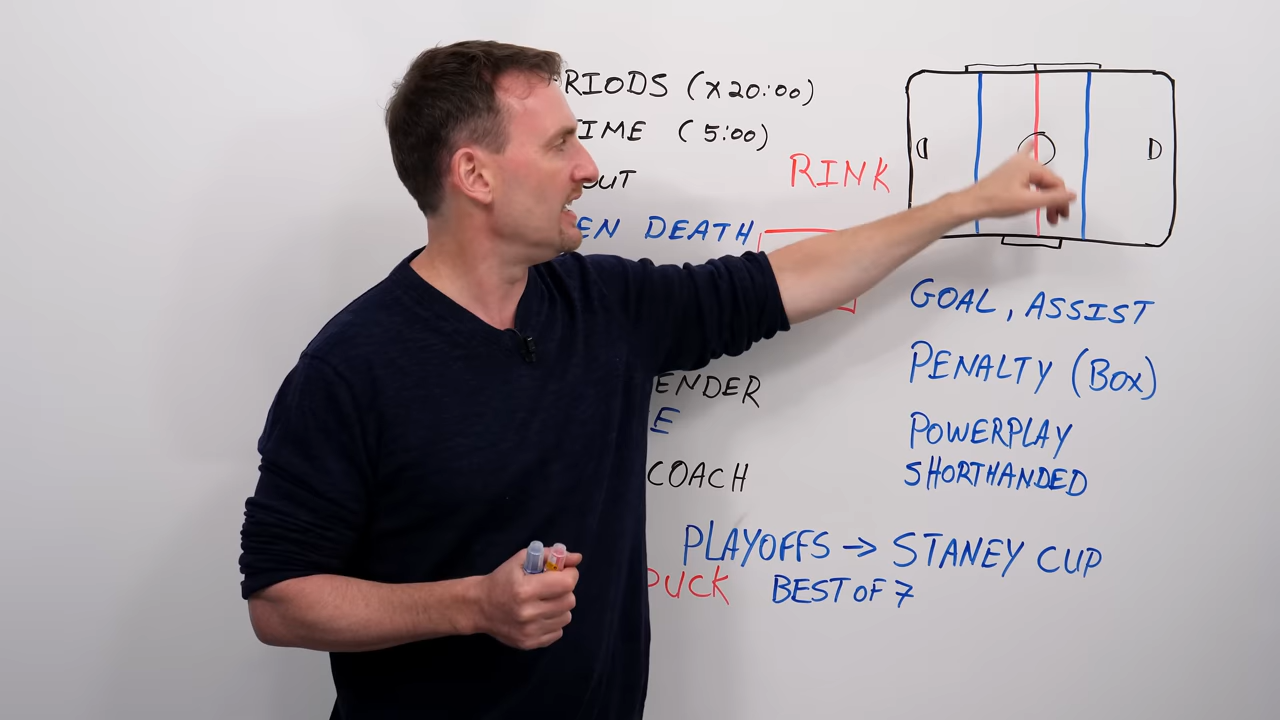 RIODS (x20:00)
IME (5:00)
OUT
EN DEATH
RINK
ENDER
E
COACH
GOAL, ASSIST
PENALTY (BOX)
POWERPLAY
SHORTHANDED
PLAYOFFS → STANEY CUP
PUCK BEST OF 7